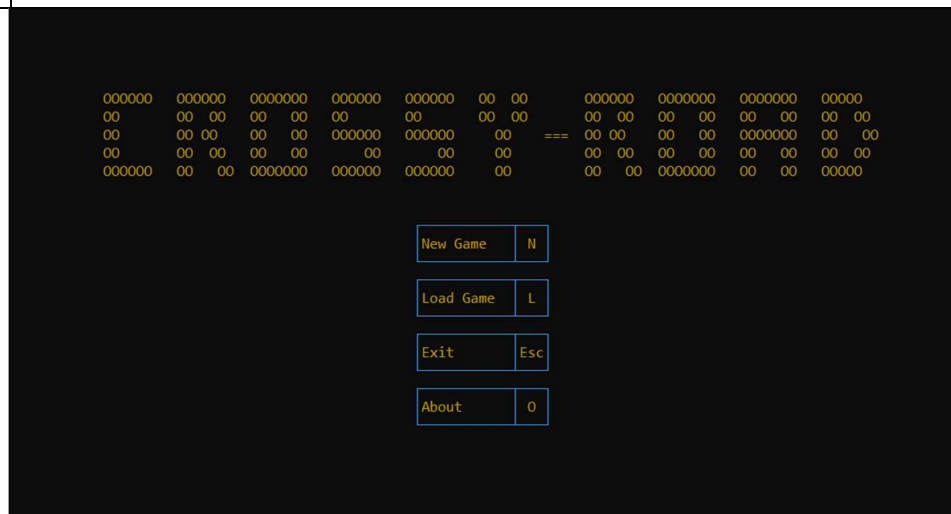 CROSSY===ROAD
New Game N
Load Game L
Exit Esc
About O